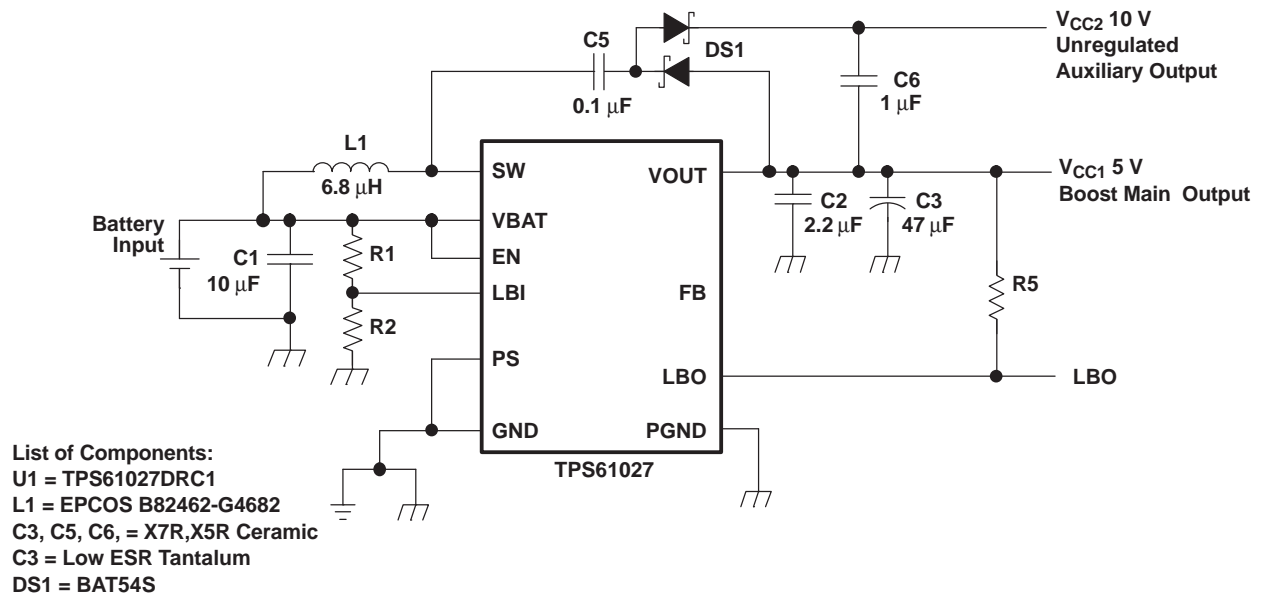 V_CC2 10 V
Unregulated
Auxiliary Output
C5
DS1
0.1 μF
C6
1 μF
L1
6.8 μH
SW
VOUT
V_CC1 5 V
Boost Main Output
Battery
Input
VBAT
C1
10 μF
R1
EN
C2
2.2 μF
C3
47 μF
LBI
FB
R5
R2
PS
LBO
LBO
GND
PGND
TPS61027
List of Components:
U1 = TPS61027DRC1
L1 = EPCOS B82462-G4682
C3, C5, C6, = X7R,X5R Ceramic
C3 = Low ESR Tantalum
DS1 = BAT54S